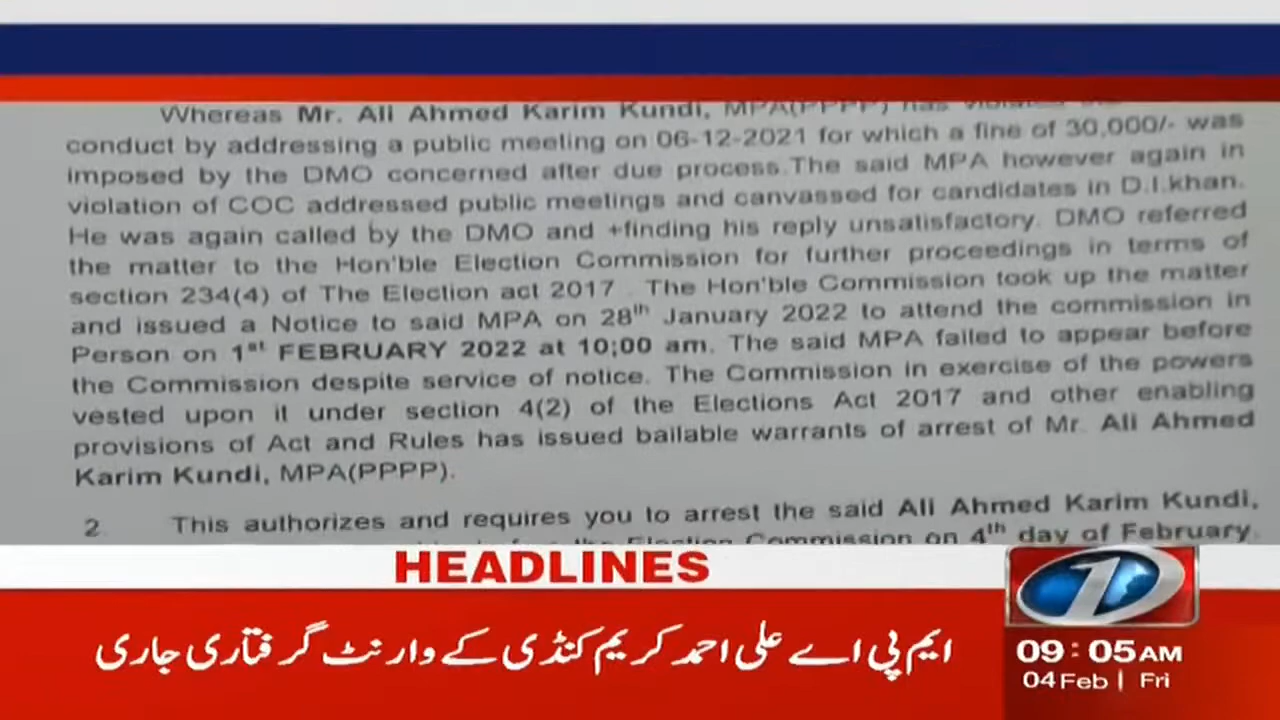 Whereas Mr. Ali Ahmed Karim Kundi, MPA(PPPP) has violated the
conduct by addressing a public meeting on 06-12-2021 for which a fine of 30,000/- was
imposed by the DMO concerned after due process.The said MPA however again in
violation of COC addressed public meetings and canvassed for candidates in D.I.khan.
He was again called by the DMO and +finding his reply unsatisfactory. DMO referred
the matter to the Hon'ble Election Commission for further proceedings in terms of
section 234(4) of The Election act 2017 . The Hon'ble Commission took up the matter
and issued a Notice to said MPA on 28th January 2022 to attend the commission in
Person on 1st FEBRUARY 2022 at 10;00 am. The said MPA failed to appear before
the Commission despite service of notice. The Commission in exercise of the powers
vested upon it under section 4(2) of the Elections Act 2017 and other enabling
provisions of Act and Rules has issued bailable warrants of arrest of Mr. Ali Ahmed
Karim Kundi, MPA(PPPP).
2 This authorizes and requires you to arrest the said Ali Ahmed Karim Kundi,
the Election Commission on 4th day of February
HEADLINES
1
ایم پی اے علی احمد کریم کنڈی کے وارنٹ گرفتاری جاری
09:05AM
04 Feb | Fri